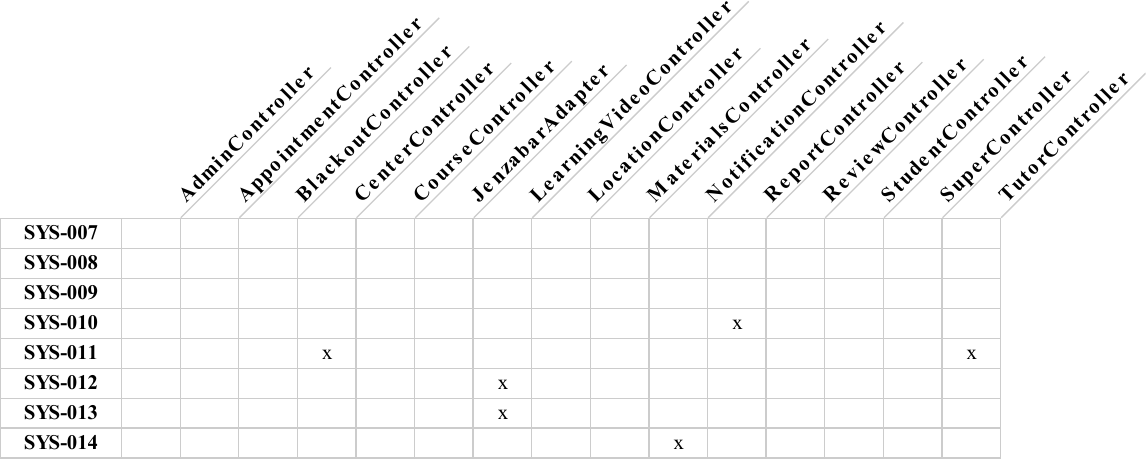 AdminController
AppointmentController
BlackoutController
CenterController
CourseController
JenzabarAdapter
LearningVideoController
LocationController
MaterialsController
NotificationController
ReportController
ReviewController
StudentController
SuperController
TutorController
SYS-007
SYS-008
SYS-009
SYS-010 x
SYS-011 x x
SYS-012 x
SYS-013 x
SYS-014 x